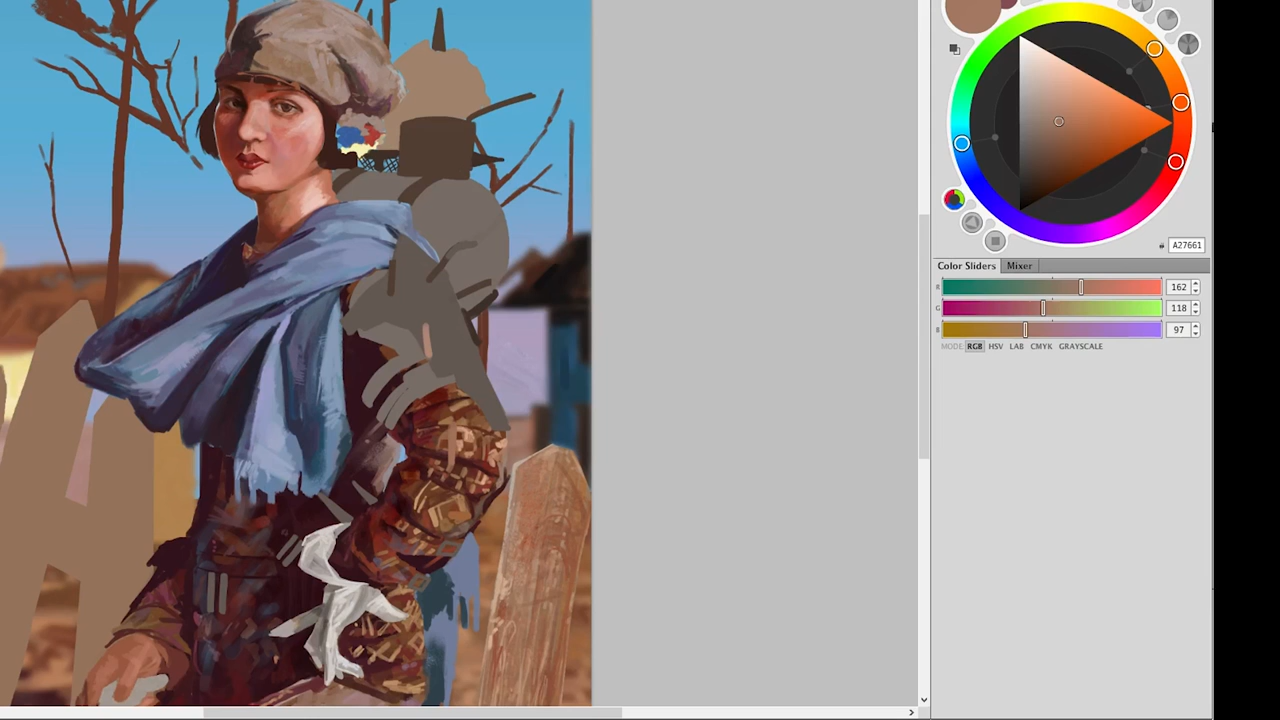 # A27661
Color Sliders Mixer
R 162
G 118
B 97
MODE RGB HSV LAB CMYK GRAYSCALE